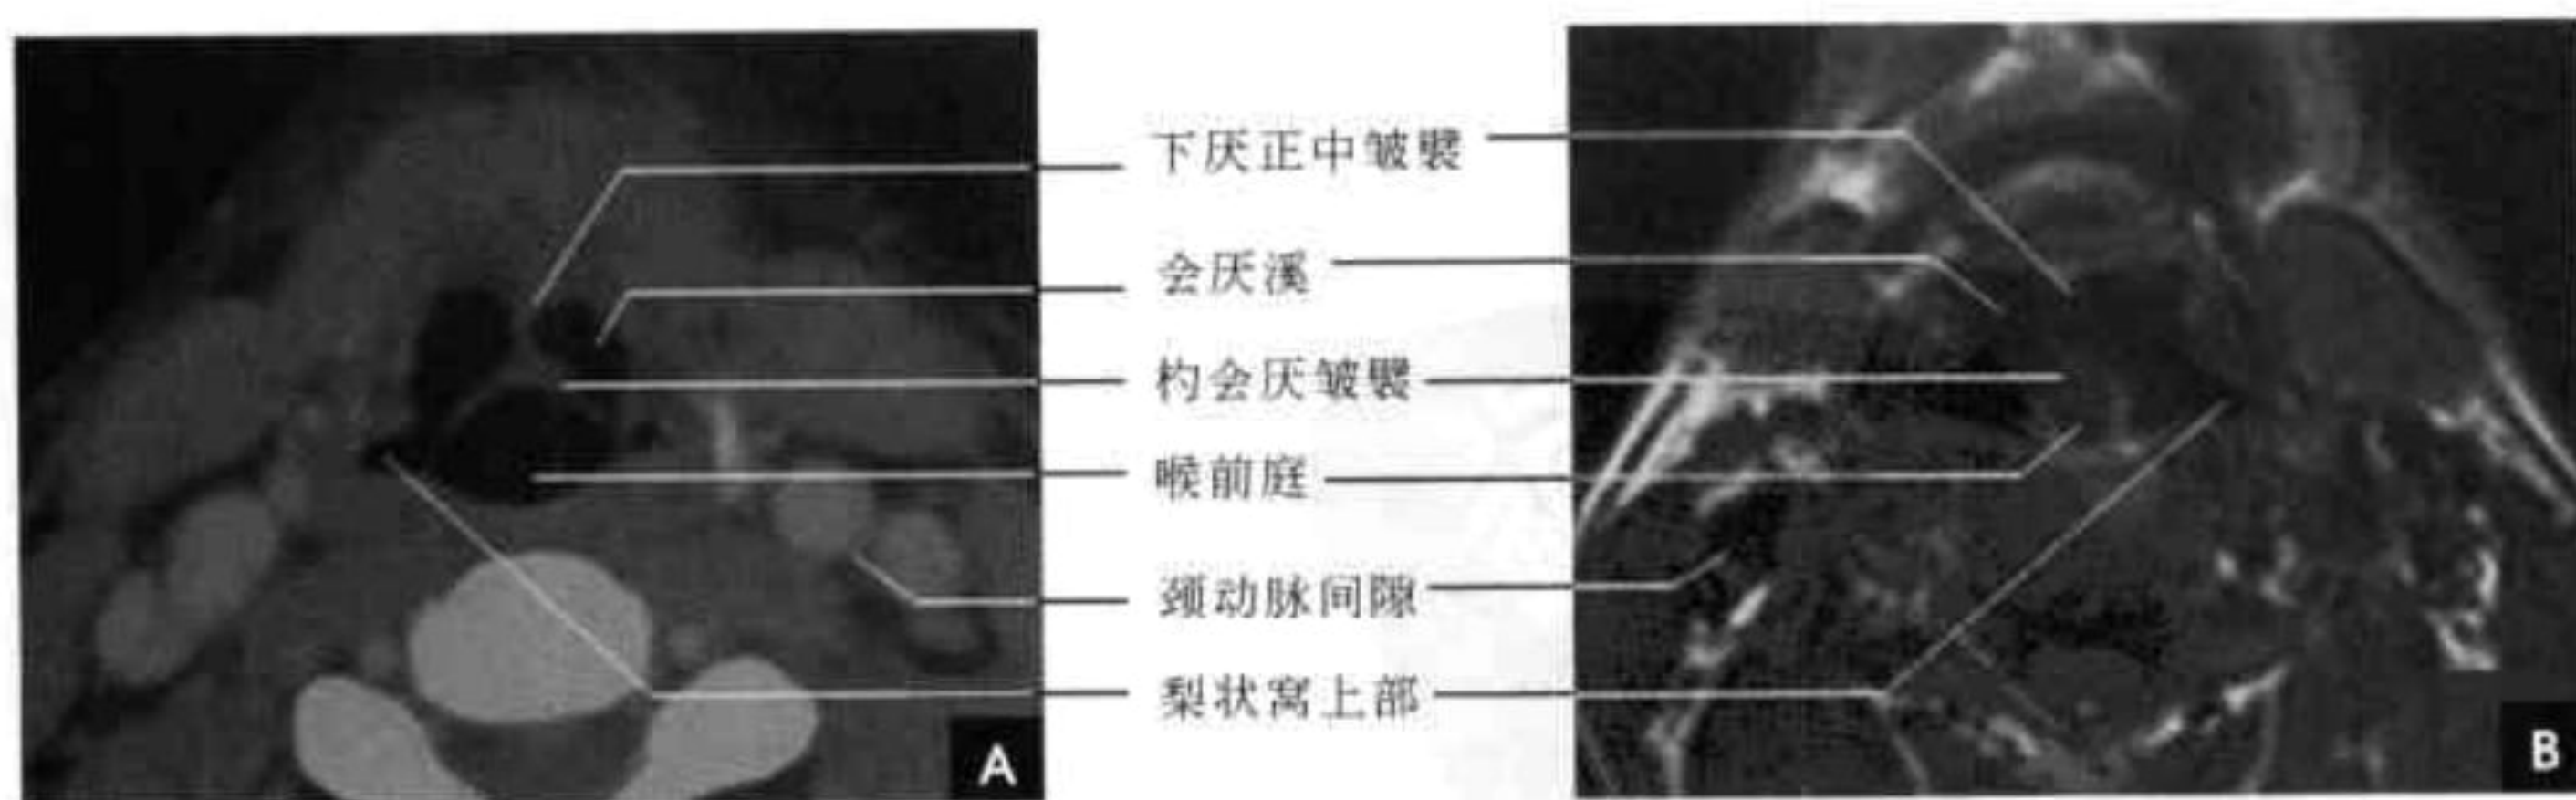 下厌正中皱襞
会厌溪
杓会厌皱襞
喉前庭
颈动脉间隙
梨状窝上部
A
B